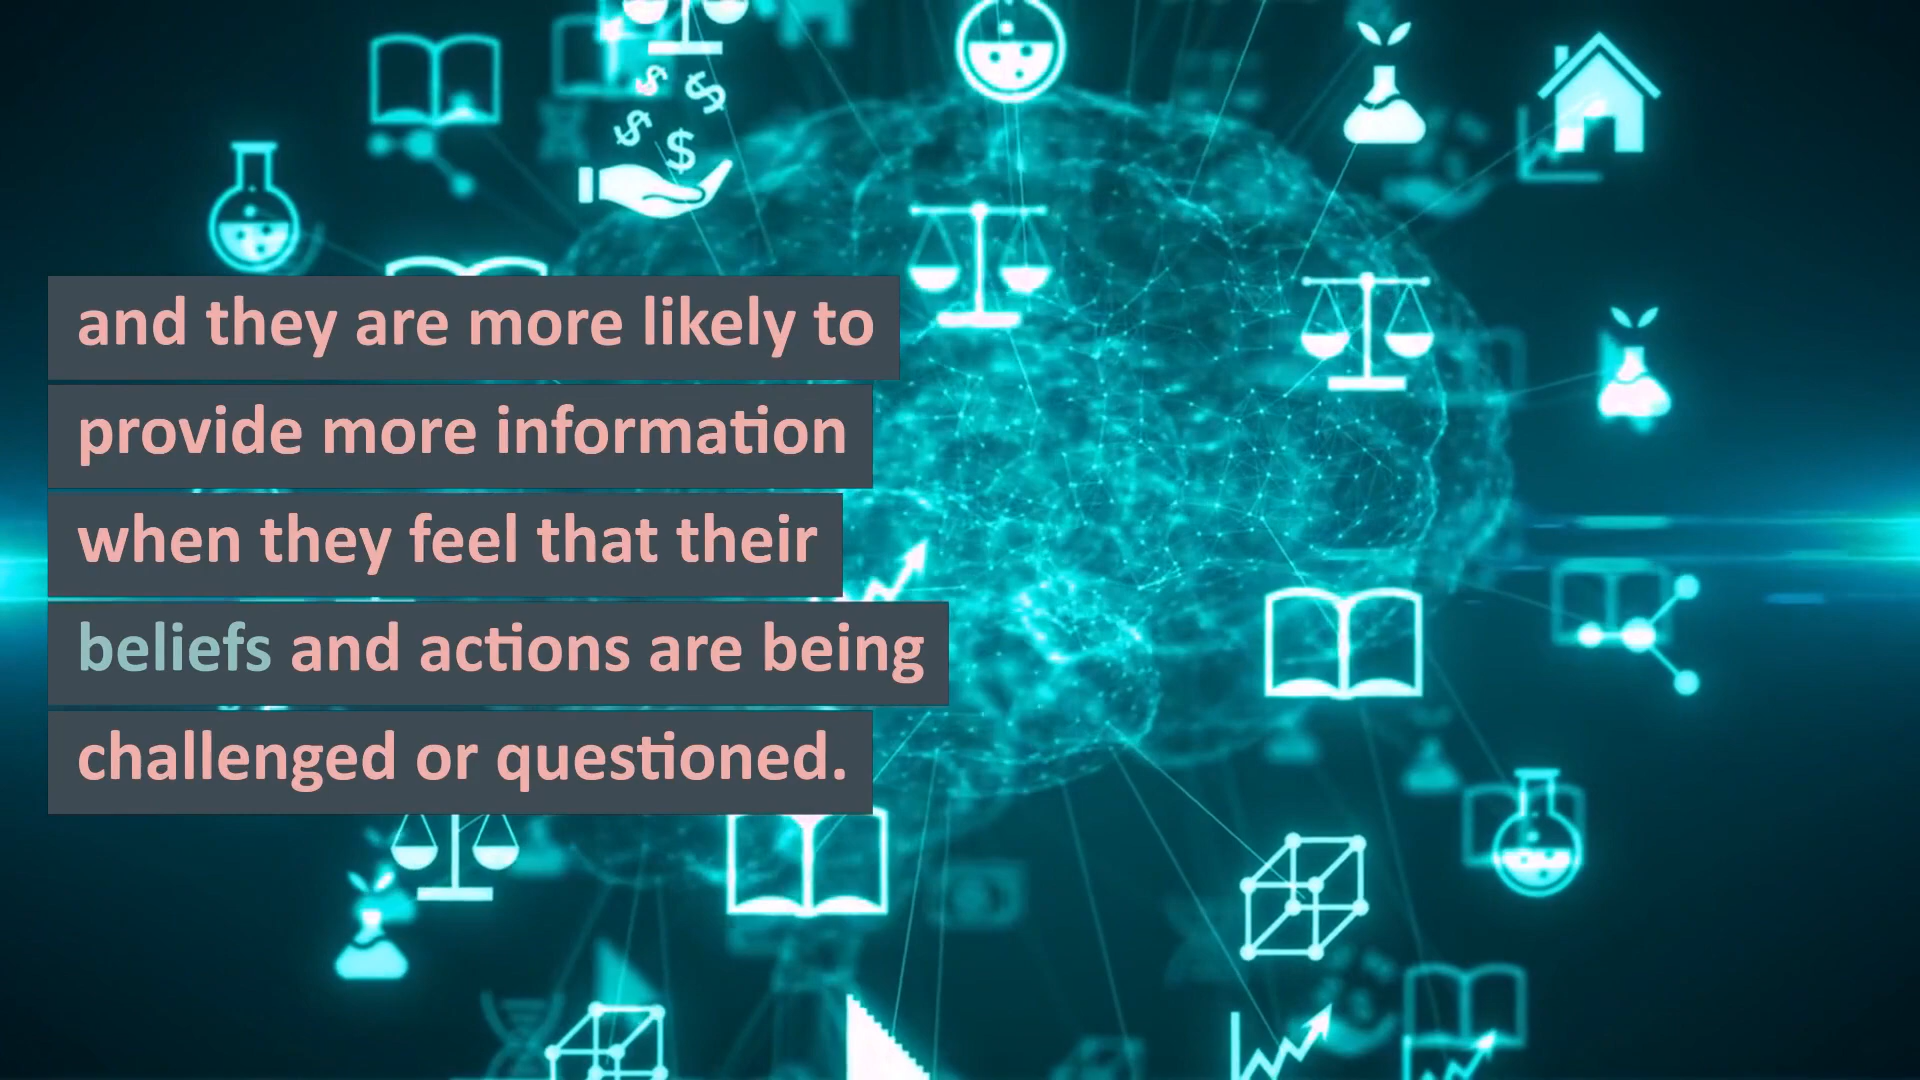 and they are more likely to
provide more information
when they feel that their
beliefs and actions are being
challenged or questioned.